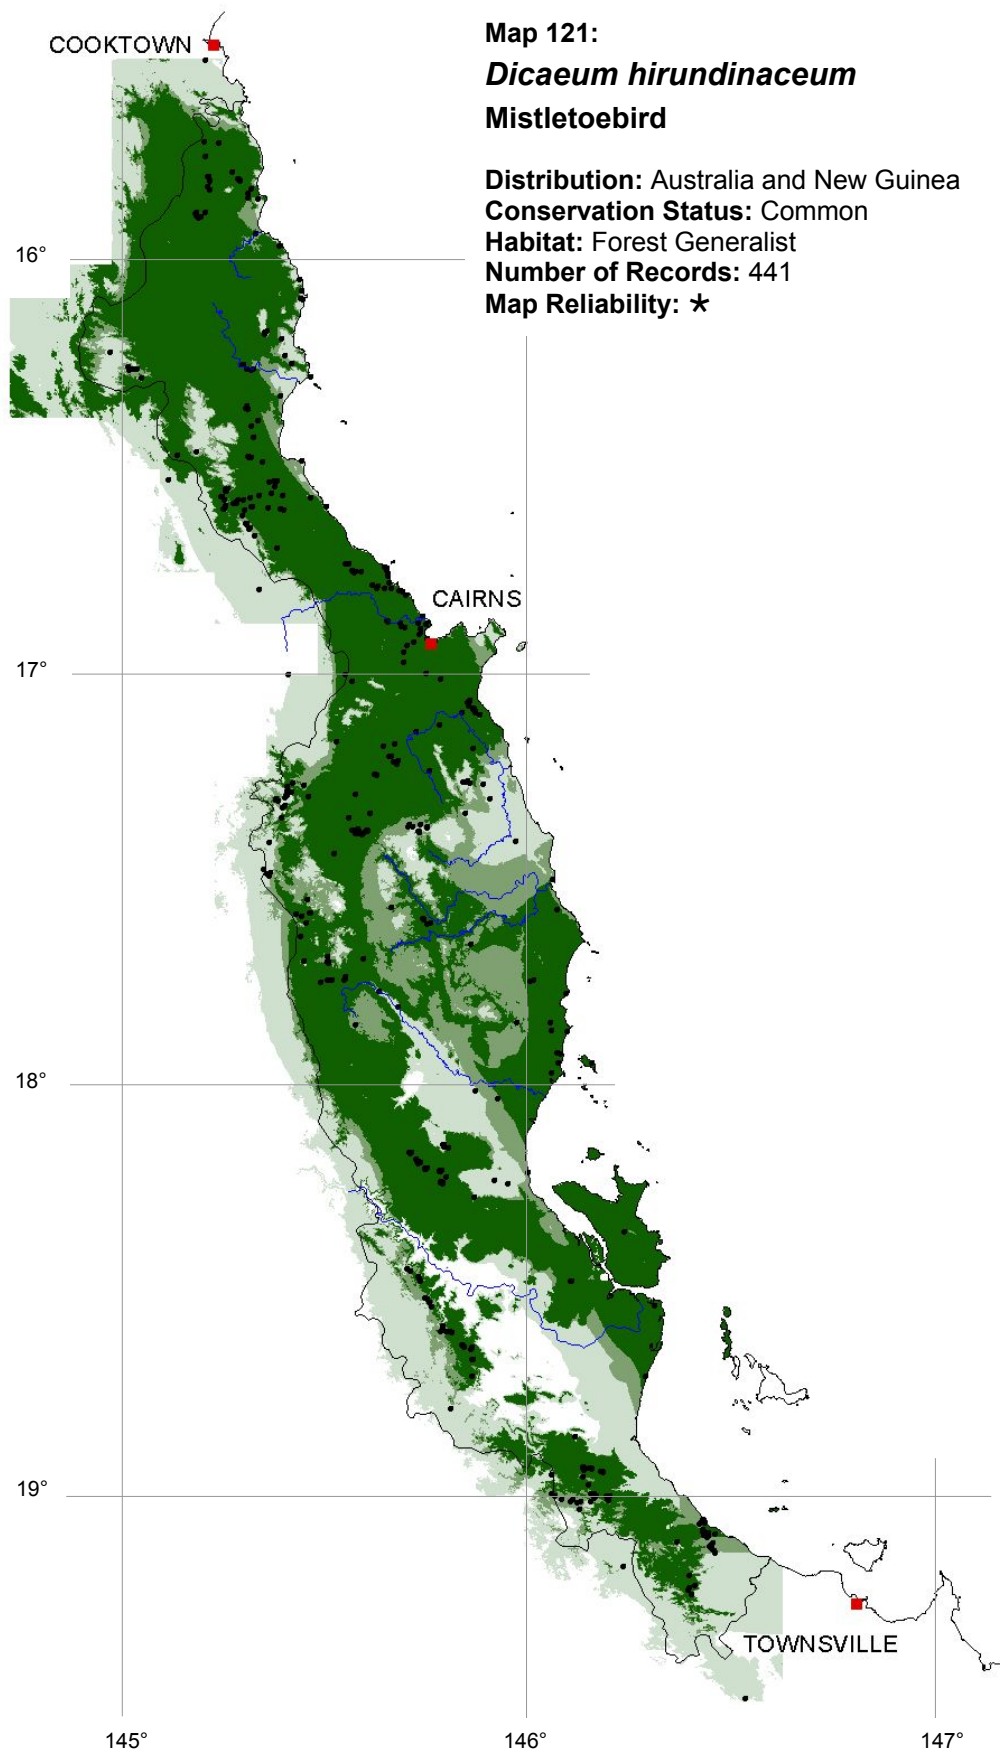 COOKTOWN
Map 121:
Dicaeum hirundinaceum
Mistletoebird
Distribution: Australia and New Guinea
Conservation Status: Common
Habitat: Forest Generalist
Number of Records: 441
Map Reliability: *
16°
CAIRNS
17°
18°
19°
TOWNSVILLE
145°
146°
147°